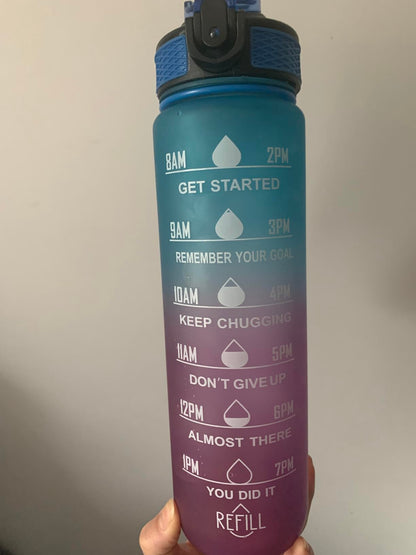 8AM 2PM
GET STARTED
9AM 3PM
REMEMBER YOUR GOAL
10AM 4PM
KEEP CHUGGING
11AM 5PM
DON'T GIVE UP
12PM 6PM
ALMOST THERE
1PM 7PM
YOU DID IT
REFILL